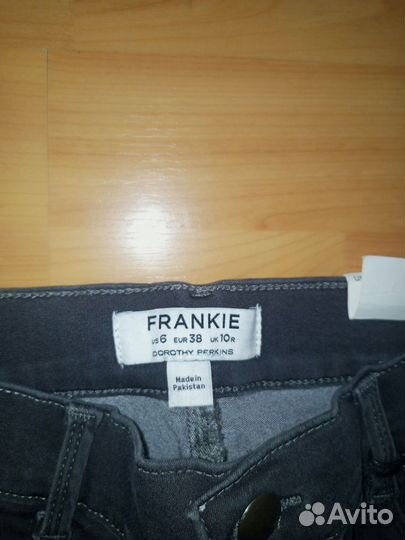 FRANKIE
US 6 EUR 38 UK 10R
DOROTHY PERKINS
Made in
Pakistan
Avito